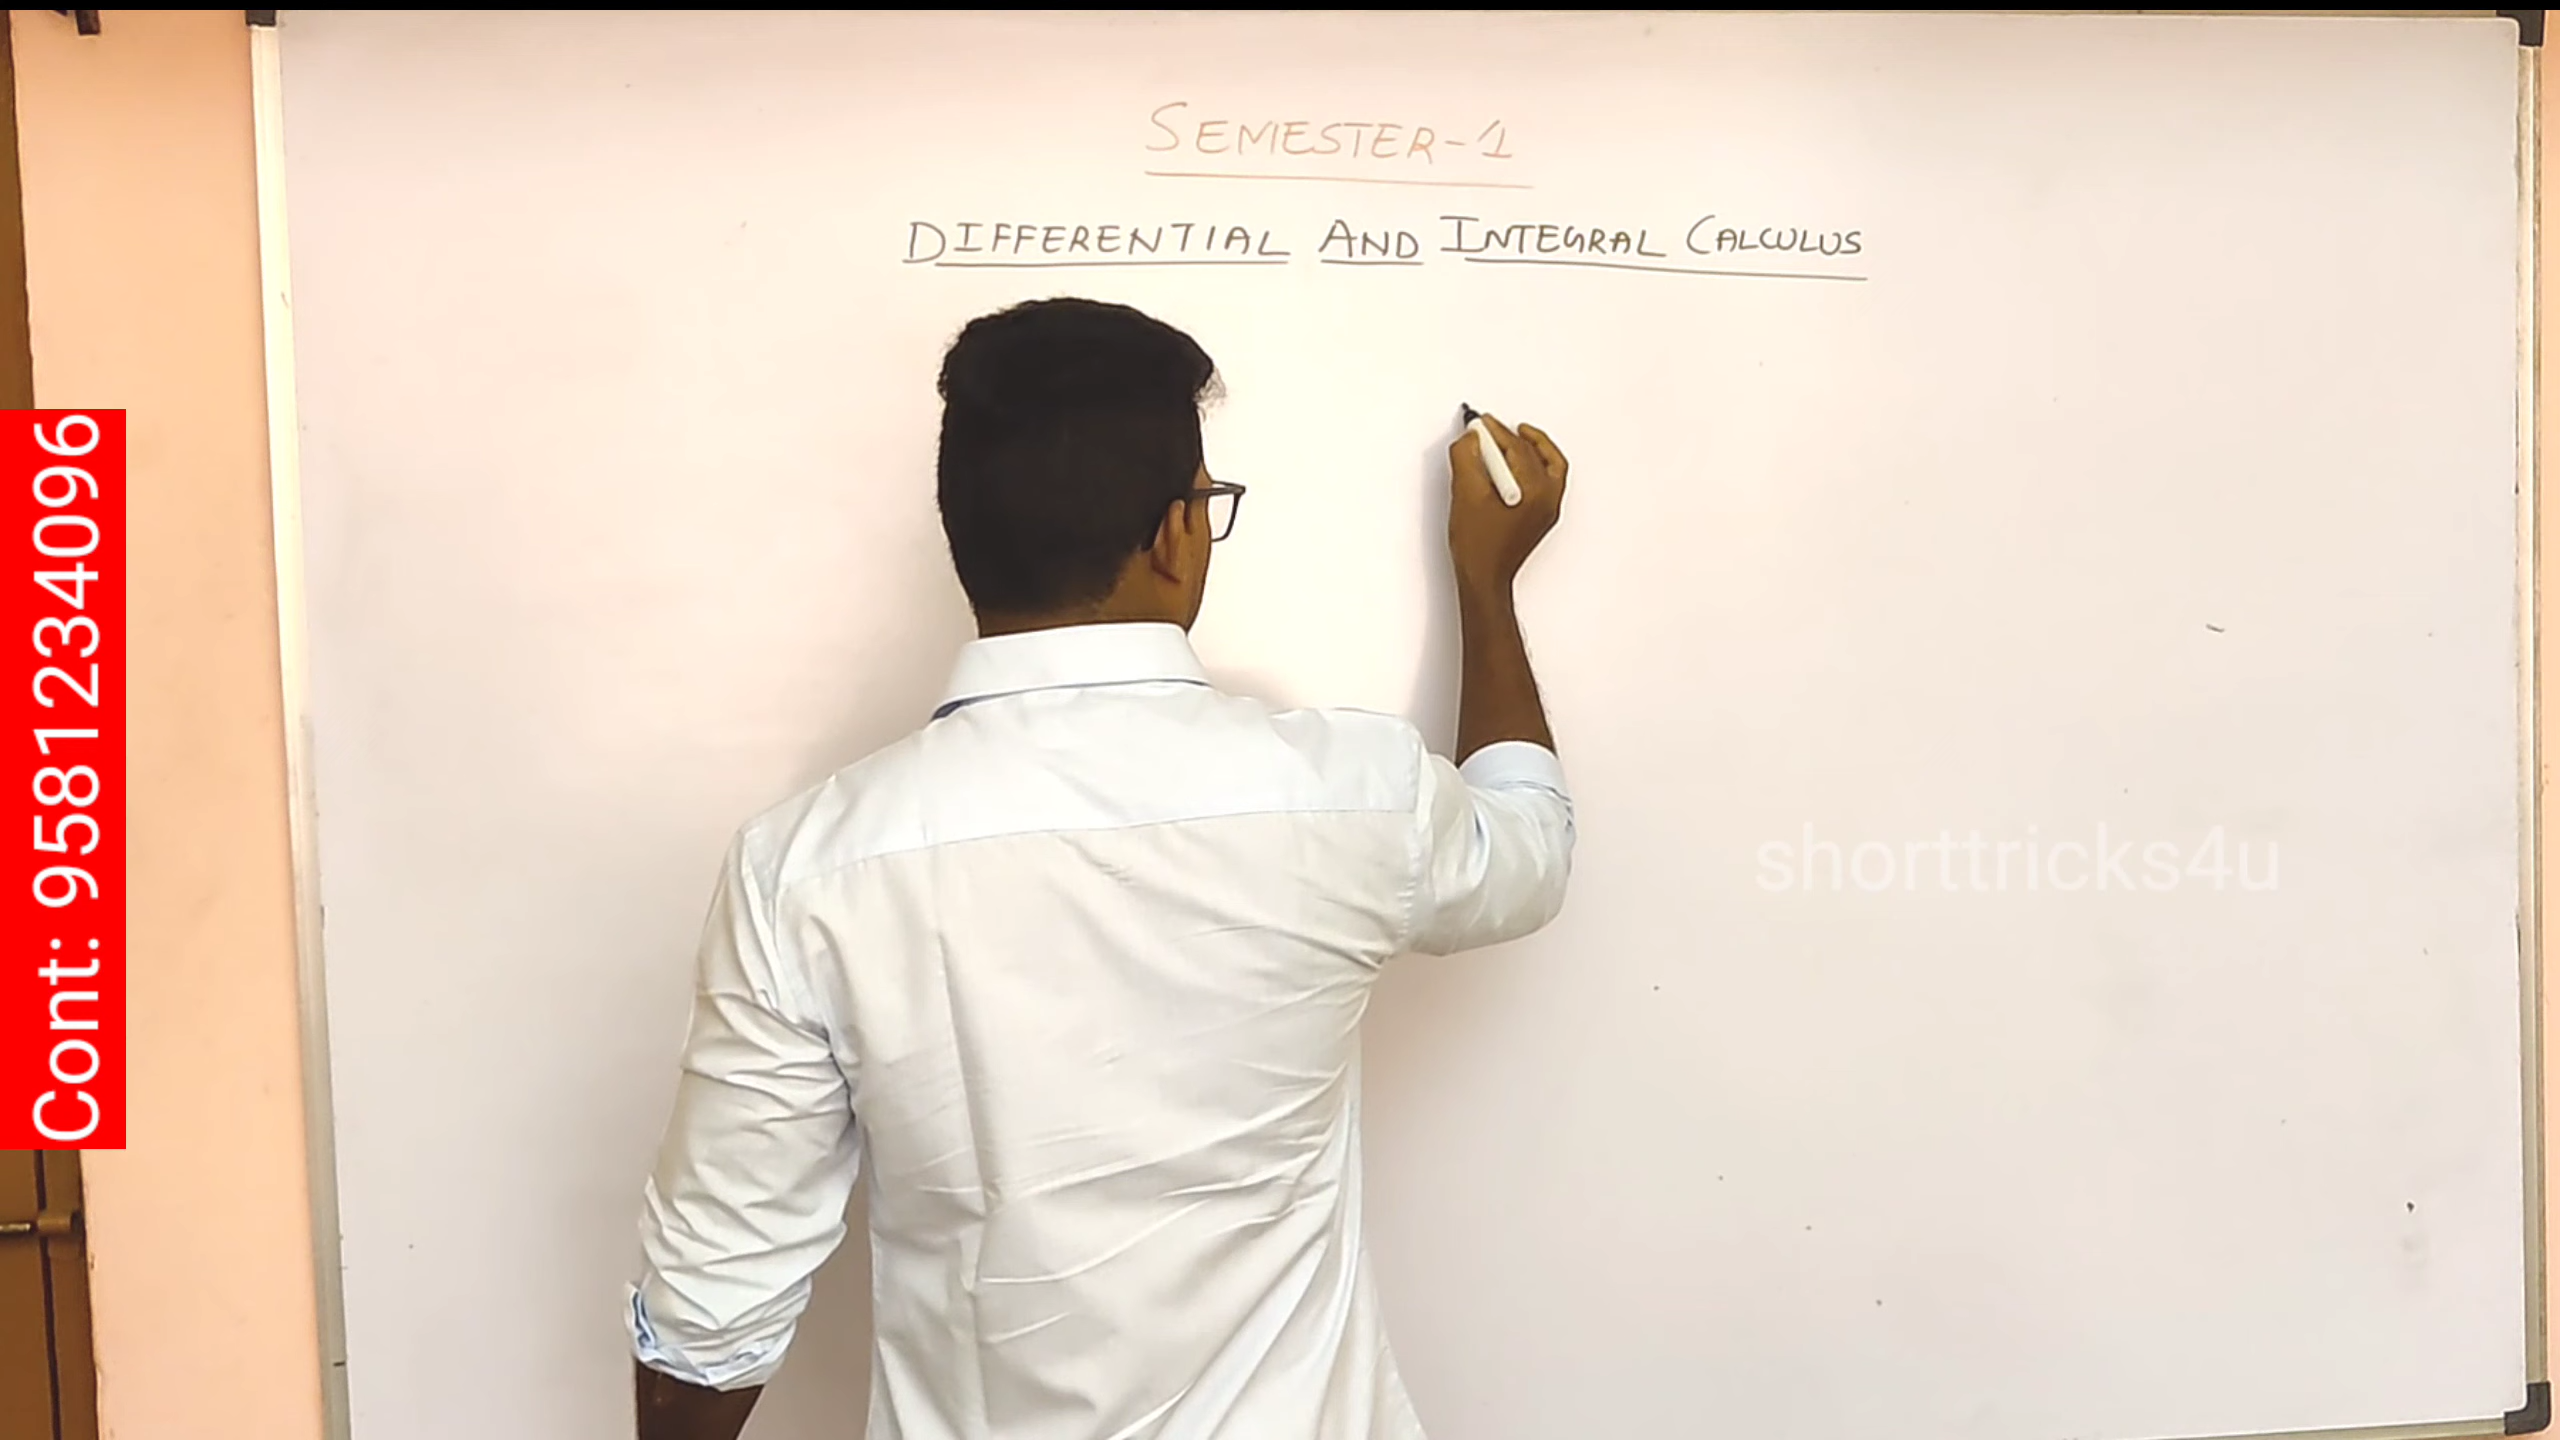 SEMESTER-1
DIFFERENTIAL AND INTEGRAL CALCULUS
Cont: 9581234096
shorttricks4u